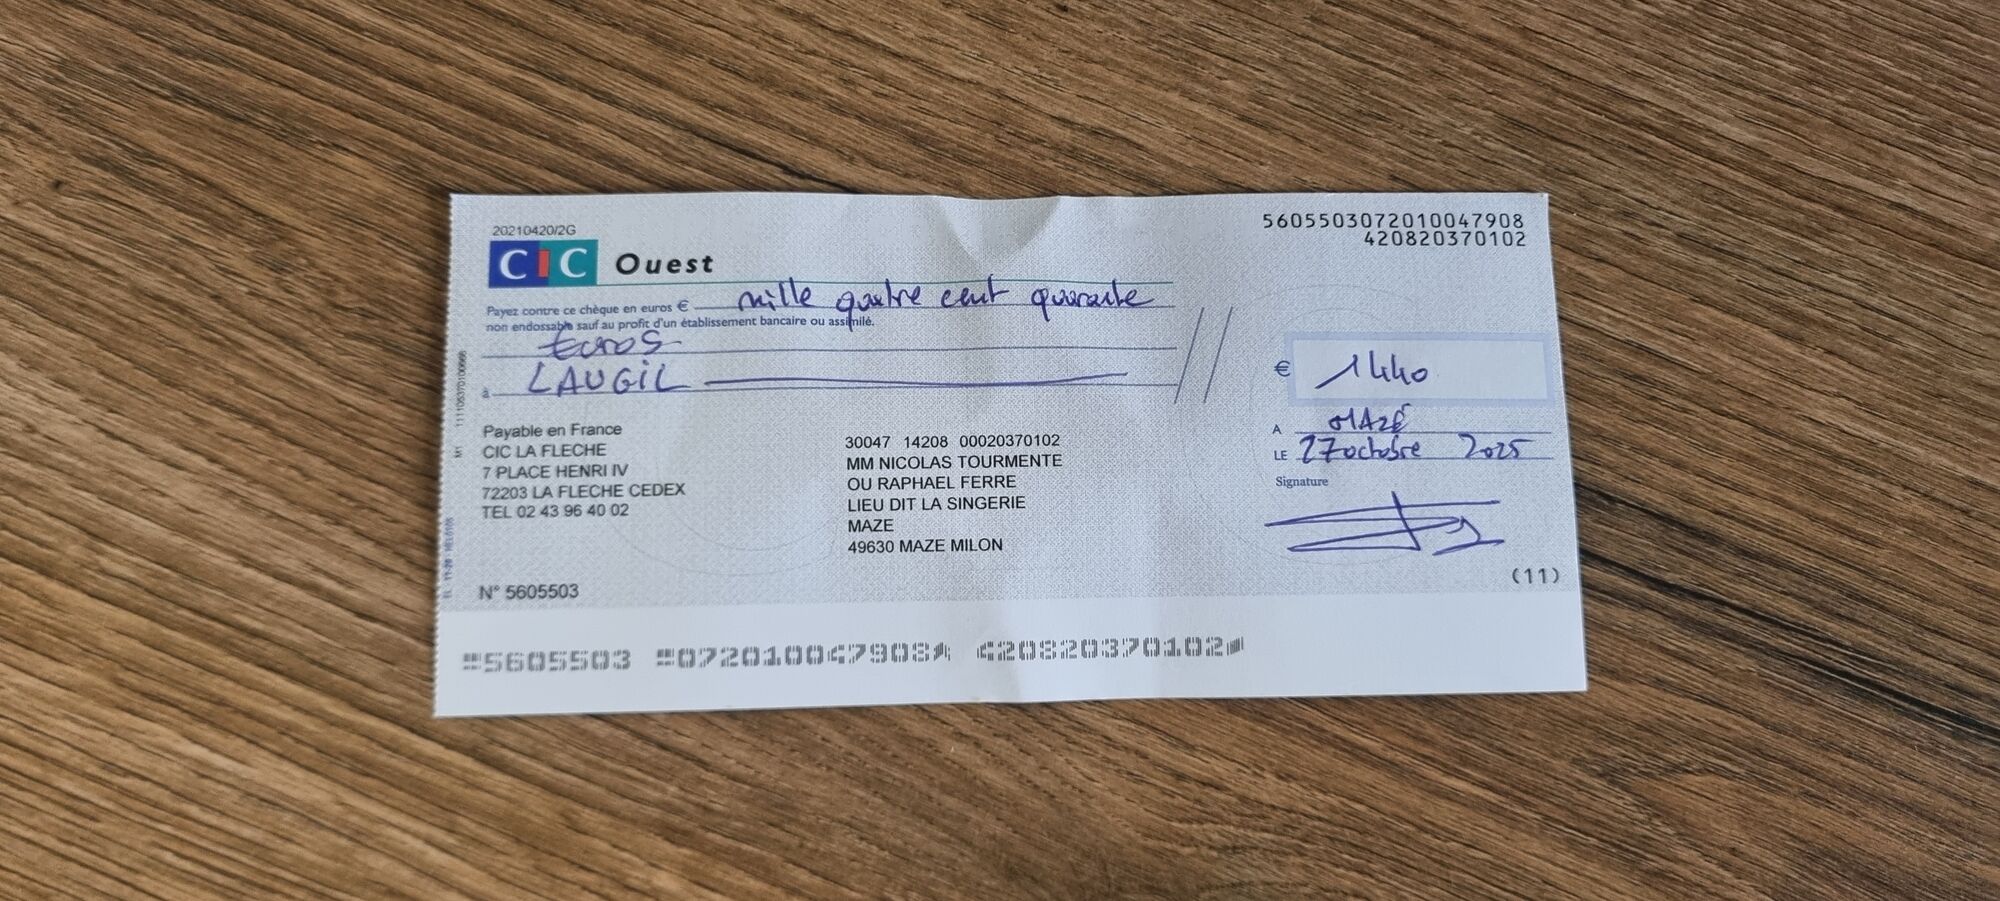 20210420/2G
CIC Ouest
5605503072010047908
420820370102
Payez contre ce chèque en euros € mille quatre cent quarante
non endossable sauf au profit d'un établissement bancaire ou assimilé.
Euros
à LAUGIL
€ 1440
A MAZÉ
LE 27 octobre 2025
Signature
Payable en France
CIC LA FLECHE
7 PLACE HENRI IV
72203 LA FLECHE CEDEX
TEL 02 43 96 40 02
30047 14208 00020370102
MM NICOLAS TOURMENTE
OU RAPHAEL FERRE
LIEU DIT LA SINGERIE
MAZE
49630 MAZE MILON
(11)
N° 5605503
5605503 072010047908 420820370102